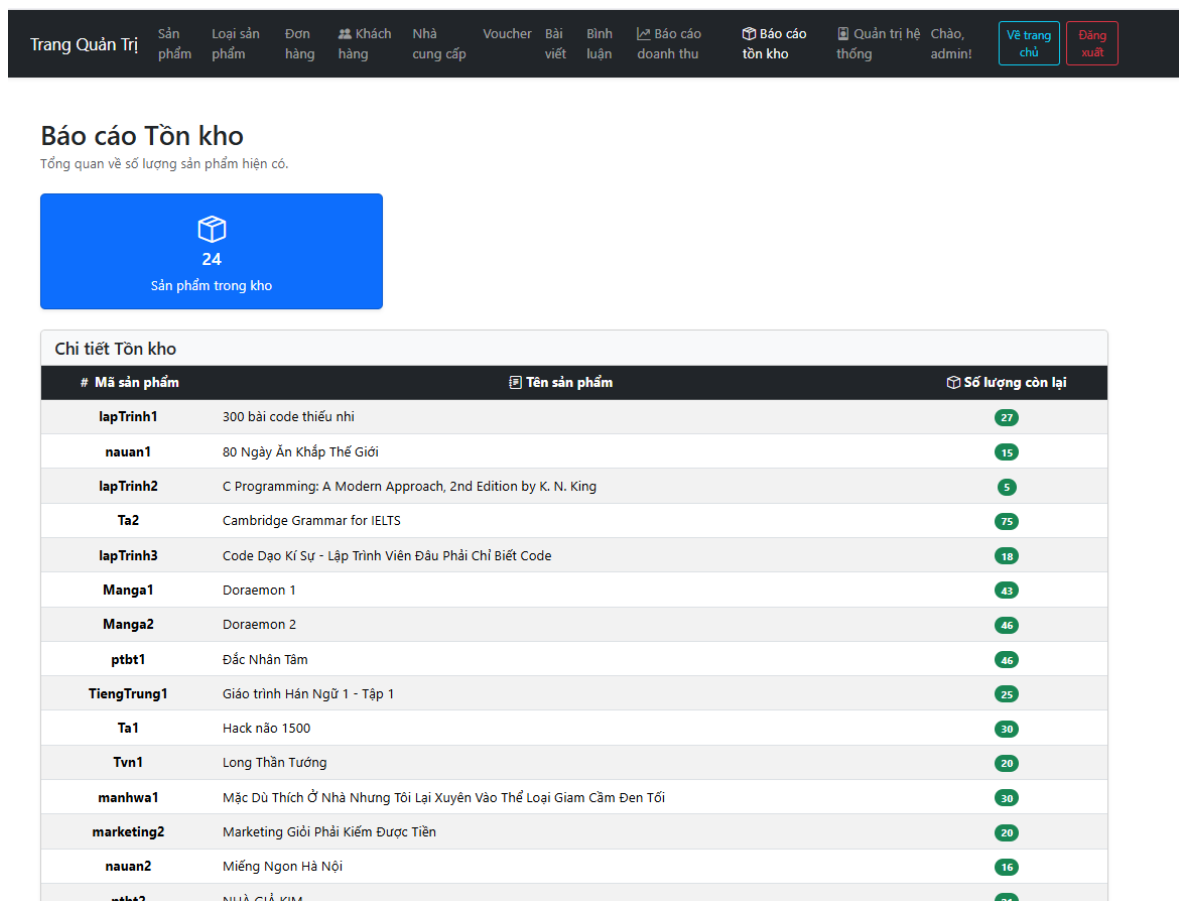 Trang Quản Trị
Sản phẩm
Loại sản phẩm
Đơn hàng
Khách hàng
Nhà cung cấp
Voucher
Bài viết
Bình luận
Báo cáo doanh thu
Báo cáo tồn kho
Quản trị hệ thống
Chào, admin!
Về trang chủ
Đăng xuất
Báo cáo Tồn kho
Tổng quan về số lượng sản phẩm hiện có.
24
Sản phẩm trong kho
Chi tiết Tồn kho
# Mã sản phẩm Tên sản phẩm Số lượng còn lại
lapTrinh1 300 bài code thiếu nhi 27
nauan1 80 Ngày Ăn Khắp Thế Giới 15
lapTrinh2 C Programming: A Modern Approach, 2nd Edition by K. N. King 5
Ta2 Cambridge Grammar for IELTS 75
lapTrinh3 Code Dạo Kí Sự - Lập Trình Viên Đâu Phải Chỉ Biết Code 18
Manga1 Doraemon 1 43
Manga2 Doraemon 2 46
ptbt1 Đắc Nhân Tâm 46
TiengTrung1 Giáo trình Hán Ngữ 1 - Tập 1 25
Ta1 Hack não 1500 30
Tvn1 Long Thần Tướng 20
manhwa1 Mặc Dù Thích Ở Nhà Nhưng Tôi Lại Xuyên Vào Thể Loại Giam Cầm Đen Tối 30
marketing2 Marketing Giỏi Phải Kiếm Được Tiền 20
nauan2 Miếng Ngon Hà Nội 16
ptbt2 NHÀ GIẢ KIM